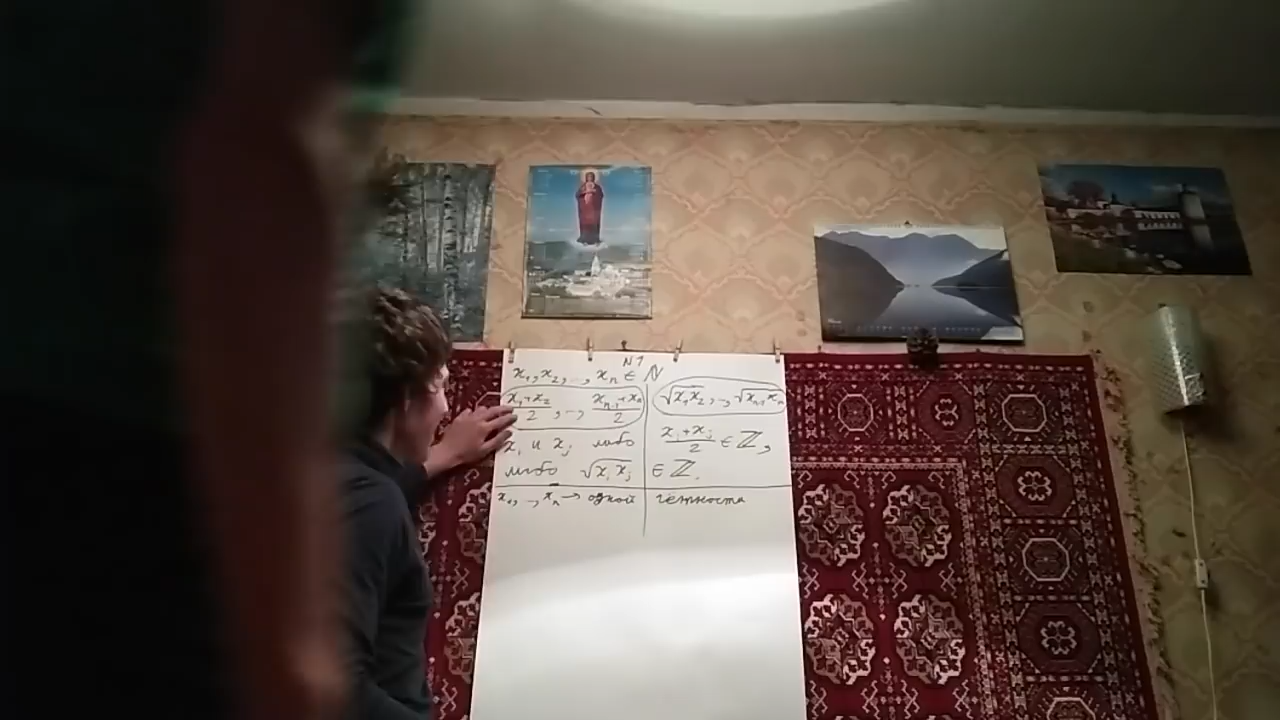 N1
x₁, x₂, .., xₙ ∈ ℕ
(x₁+x₂)/2, .., (xₙ₋₁+xₙ)/2 | √(x₁x₂), .., √(xₙ₋₁xₙ)
xᵢ и xⱼ либо (xᵢ+xⱼ)/2 ∈ ℤ,
либо √(xᵢxⱼ) ∈ ℤ.
x₁, .., xₙ → одной чётности